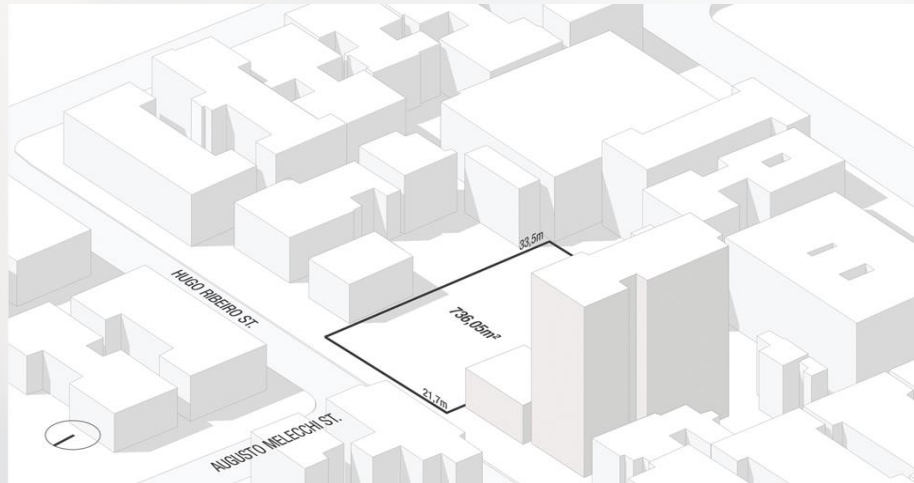 33,5m
HUGO RIBEIRO ST.
736,05m²
21,7m
AUGUSTO MELECCHI ST.